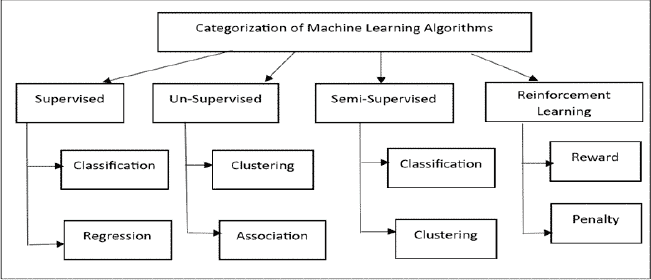 Categorization of Machine Learning Algorithms
Supervised
Un-Supervised
Semi-Supervised
Reinforcement
Learning
Classification
Clustering
Classification
Reward
Regression
Association
Clustering
Penalty